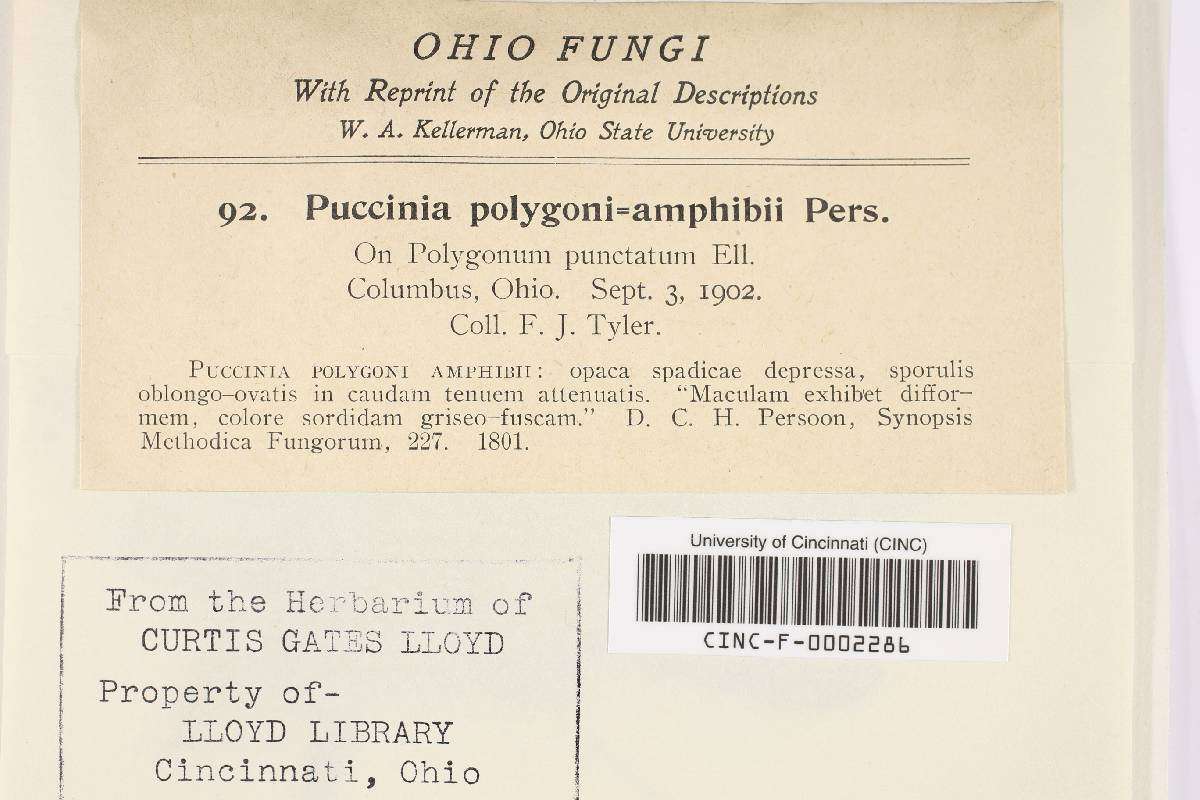 OHIO FUNGI
With Reprint of the Original Descriptions
W. A. Kellerman, Ohio State University
92. Puccinia polygoni=amphibii Pers.
On Polygonum punctatum Ell.
Columbus, Ohio. Sept. 3, 1902.
Coll. F. J. Tyler.
PUCCINIA POLYGONI AMPHIBII: opaca spadicae depressa, sporulis
oblongo-ovatis in caudam tenuem attenuatis. "Maculam exhibet diffor-
mem, colore sordidam griseo-fuscam." D. C. H. Persoon, Synopsis
Methodica Fungorum, 227. 1801.
University of Cincinnati (CINC)
CINC-F-0002286
From the Herbarium of
CURTIS GATES LLOYD
Property of-
LLOYD LIBRARY
Cincinnati, Ohio